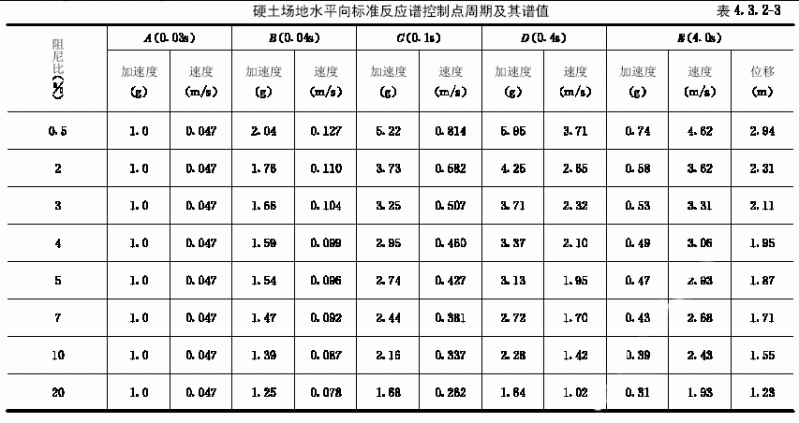 硬土场地水平向标准反应谱控制点周期及其谱值 表 4.3.2-3
阻尼比(%) A(0.03s) B(0.04s) C(0.1s) D(0.4s) E(4.0s)
加速度 速度 加速度 速度 加速度 速度 加速度 速度 加速度 速度 位移
(g) (m/s) (g) (m/s) (g) (m/s) (g) (m/s) (g) (m/s) (m)
0.5 1.0 0.047 2.04 0.127 5.22 0.814 5.95 3.71 0.74 4.62 2.94
2 1.0 0.047 1.76 0.110 3.73 0.582 4.25 2.65 0.58 3.62 2.31
3 1.0 0.047 1.66 0.104 3.25 0.507 3.71 2.32 0.53 3.31 2.11
4 1.0 0.047 1.59 0.099 2.95 0.460 3.37 2.10 0.49 3.06 1.95
5 1.0 0.047 1.54 0.096 2.74 0.427 3.13 1.95 0.47 2.93 1.87
7 1.0 0.047 1.47 0.092 2.44 0.381 2.72 1.70 0.43 2.68 1.71
10 1.0 0.047 1.39 0.087 2.16 0.337 2.28 1.42 0.39 2.43 1.55
20 1.0 0.047 1.25 0.078 1.68 0.262 1.64 1.02 0.31 1.93 1.23